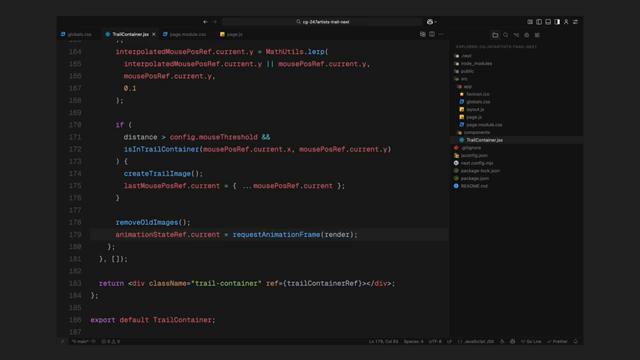 cg-24/artists-trail-next
globals.css
TrailContainer.jsx
page.module.css
page.js
164 interpolatedMousePosRef.current.y = MathUtils.lerp(
165 interpolatedMousePosRef.current.y || mousePosRef.current.y,
166 mousePosRef.current.y,
167 0.1
168 );
169
170 if (
171 distance > config.mouseThreshold &&
172 isInTrailContainer(mousePosRef.current.x, mousePosRef.current.y)
173 ) {
174 createTrailImage();
175 lastMousePosRef.current = { ...mousePosRef.current };
176 }
177
178 removeOldImages();
179 animationStateRef.current = requestAnimationFrame(render);
180 };
181 }, []);
182
183 return <div className="trail-container" ref={trailContainerRef}></div>;
184 };
185
186 export default TrailContainer;
187
EXPLORER: CG-24/ARTISTS-TRAIL-NEXT
.next
node_modules
public
src
app
favicon.ico
globals.css
layout.js
page.js
page.module.css
components
TrailContainer.jsx
.gitignore
jsconfig.json
next.config.mjs
package-lock.json
package.json
README.md
main
0 0
Ln 179, Col 63
Spaces: 4
UTF-8
LF
JavaScript JSX
Go Live
Prettier